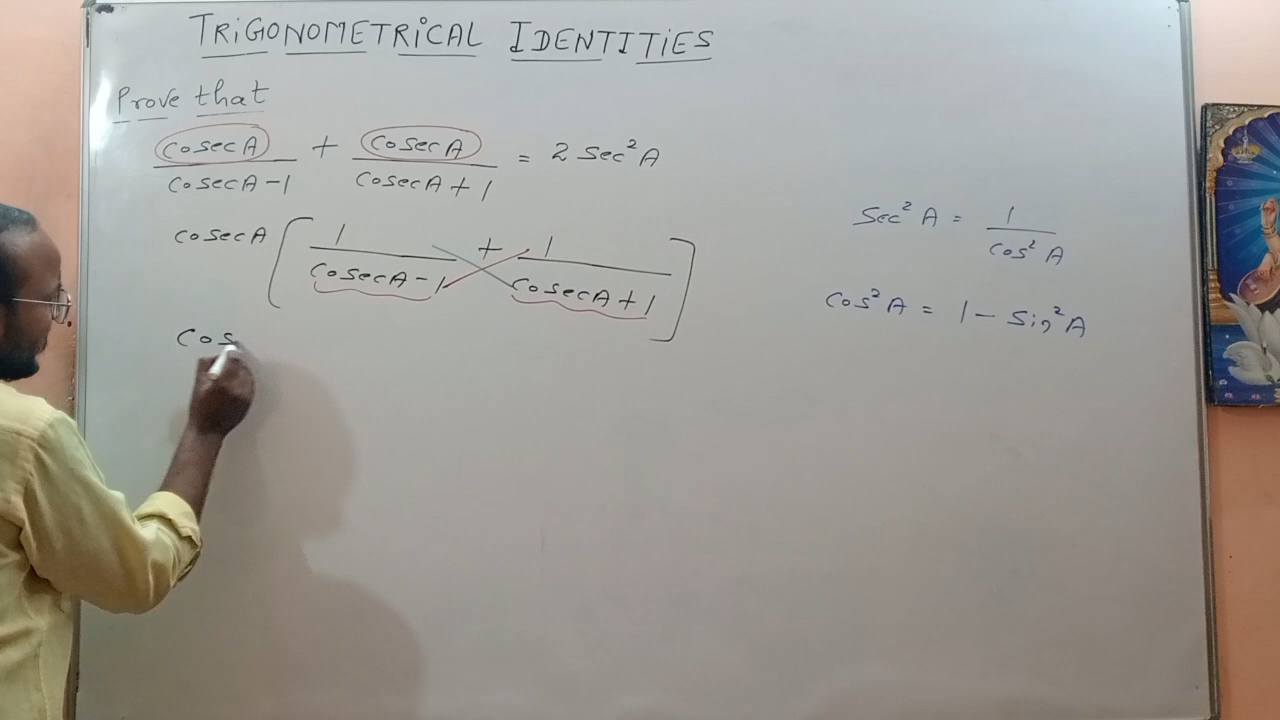 TRIGONOMETRICAL IDENTITIES
Prove that
cosecA/cosecA-1 + cosecA/cosecA+1 = 2 sec²A
cosecA [1/cosecA-1 + 1/cosecA+1]
cos
sec²A = 1/cos²A
cos²A = 1 - sin²A